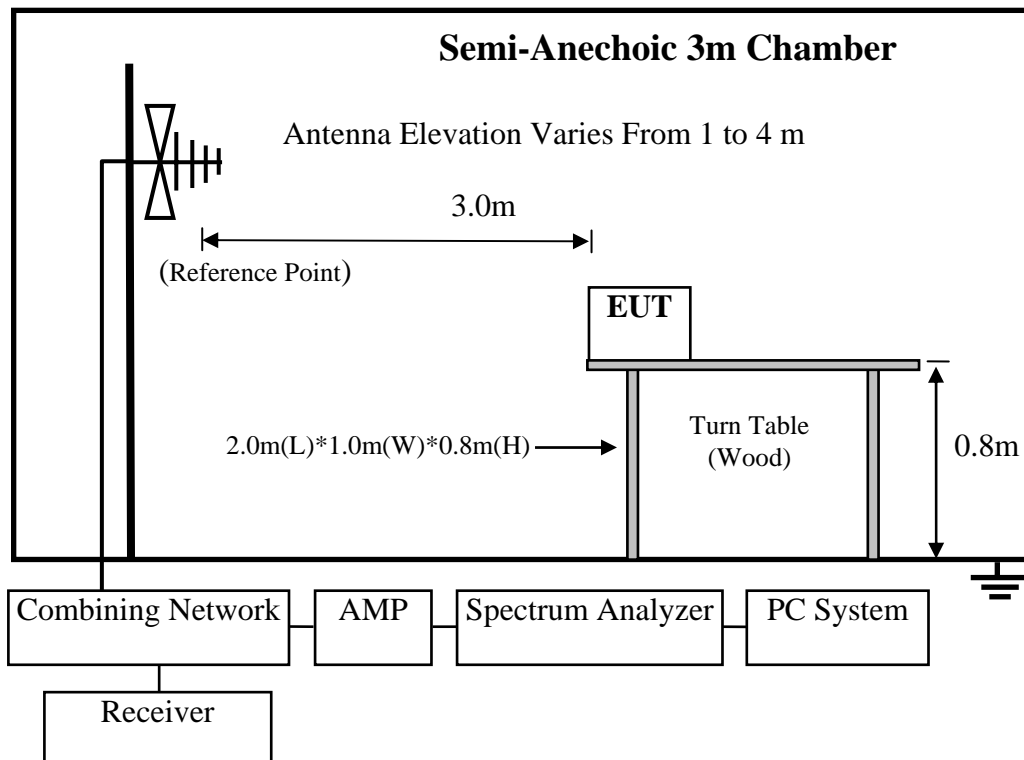 Semi-Anechoic 3m Chamber
Antenna Elevation Varies From 1 to 4 m
3.0m
(Reference Point)
EUT
2.0m(L)*1.0m(W)*0.8m(H)
Turn Table
(Wood)
0.8m
Combining Network
AMP
Spectrum Analyzer
PC System
Receiver